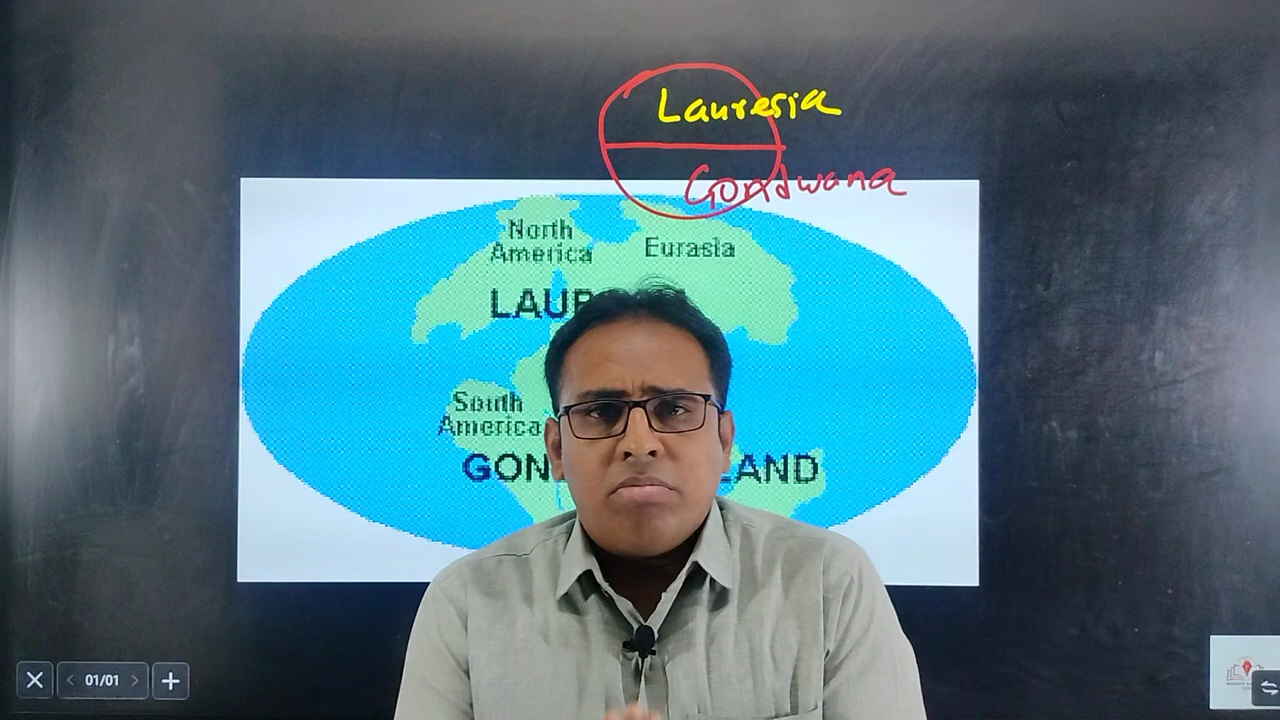 Lauresia
Gondwana
North
America
Eurasia
LAUR
South
America
GON LAND
01/01